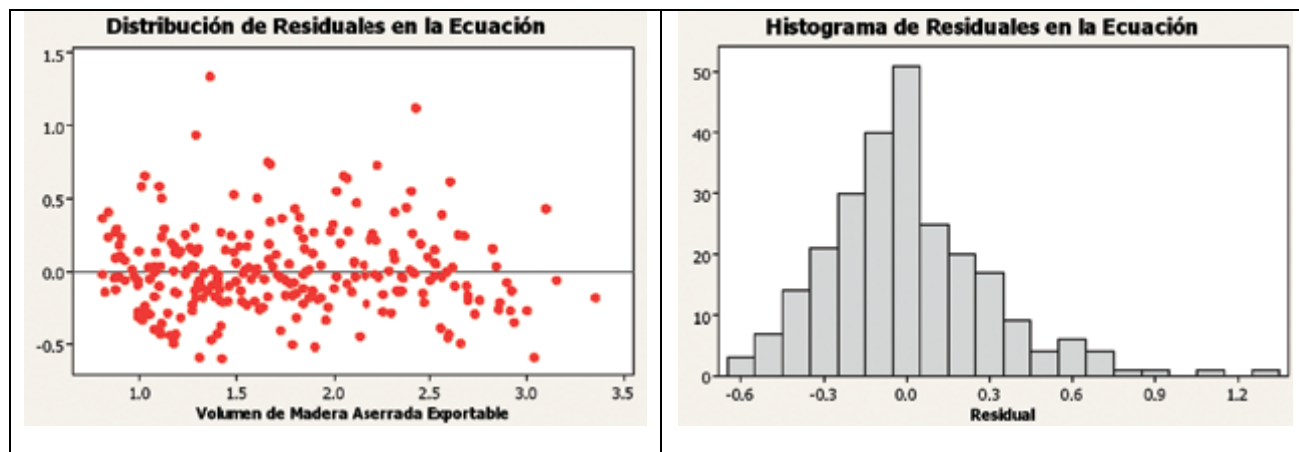 Distribución de Residuales en la Ecuación
1.5
1.0
0.5
0.0
-0.5
1.0 1.5 2.0 2.5 3.0 3.5
Volumen de Madera Aserrada Exportable
Histograma de Residuales en la Ecuación
50
40
30
20
10
0
-0.6 -0.3 0.0 0.3 0.6 0.9 1.2
Residual